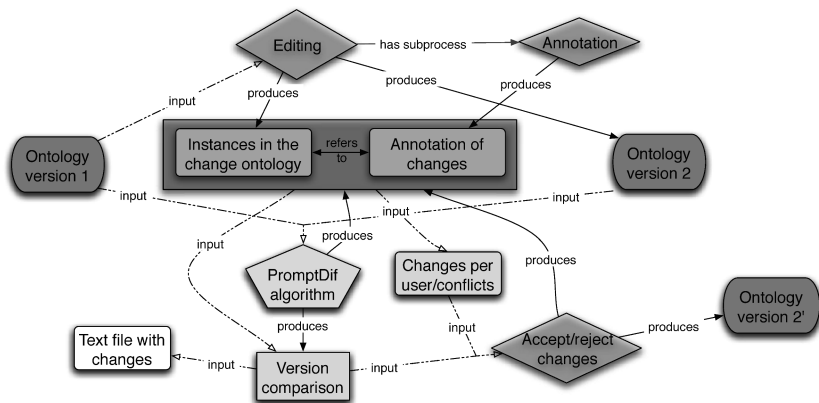 Editing
has subprocess
Annotation
produces
produces
produces
input
Instances in the
change ontology
refers
to
Annotation of
changes
Ontology
version 1
Ontology
version 2
input
input
input
input
produces
produces
PromptDif
algorithm
Changes per
user/conflicts
Ontology
version 2'
produces
input
produces
Text file with
changes
input
Version
comparison
input
Accept/reject
changes